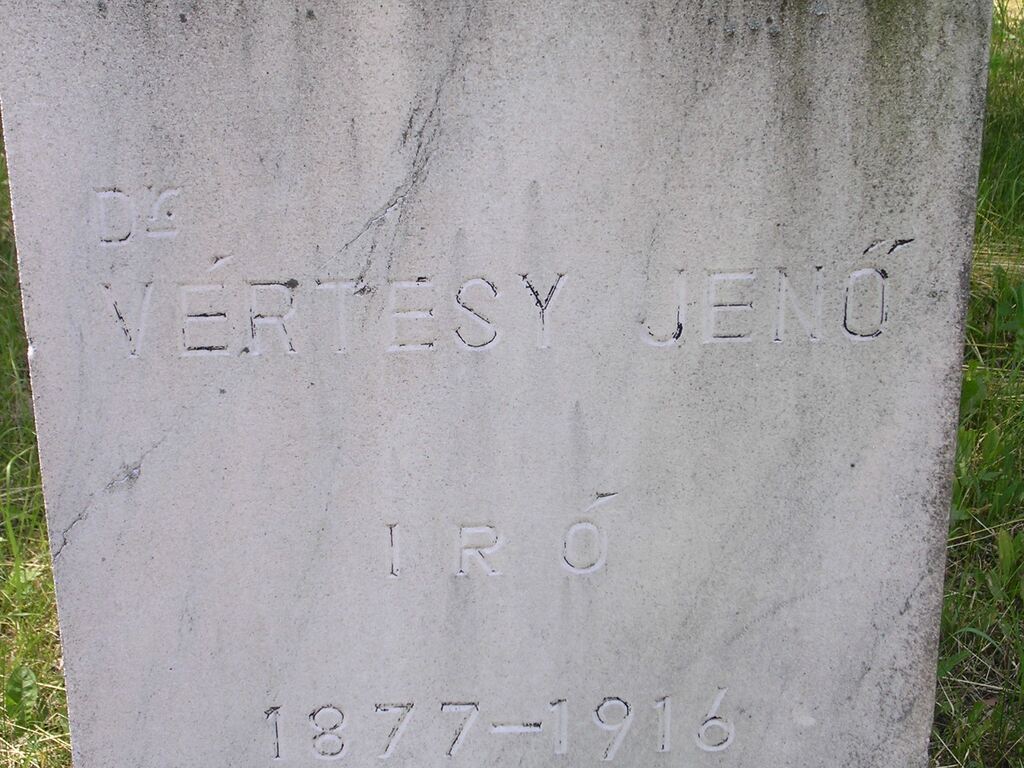 Dr
VÉRTESY JENŐ
IRÓ
1877-1916